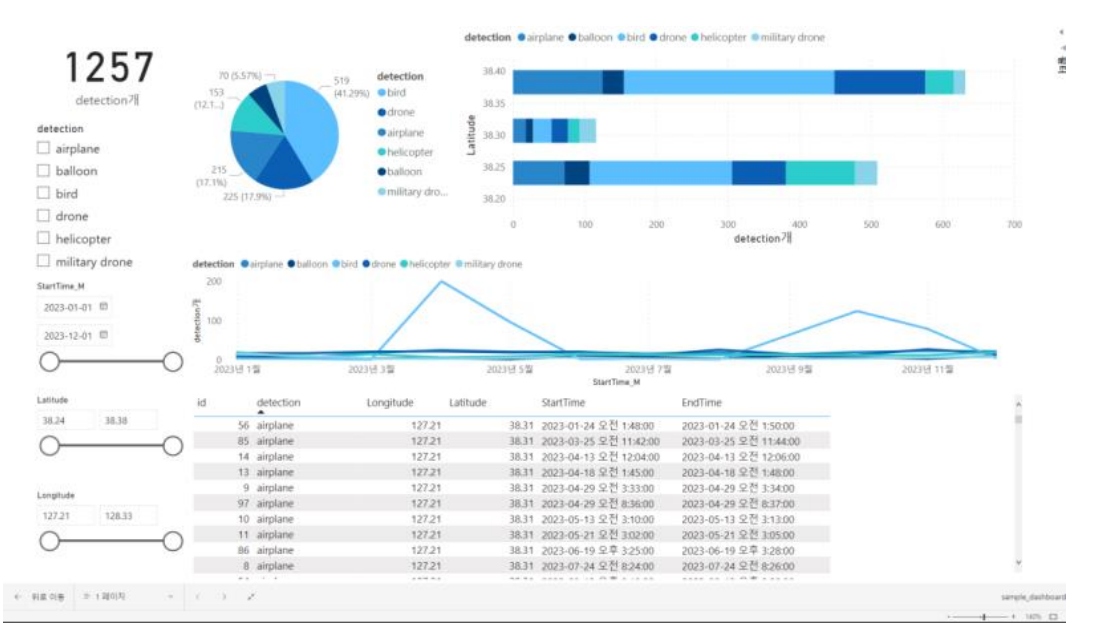 1257
detection개
detection
airplane
balloon
bird
drone
helicopter
military drone
StartTime_M
2023-01-01
2023-12-01
Latitude
38.24 38.38
Longitude
127.21 128.33
70 (5.57%)
153
(12.1...)
215
(17.1%)
225 (17.9%)
519
(41.29%)
detection
bird
drone
airplane
helicopter
balloon
military dro...
detection airplane balloon bird drone helicopter military drone
Latitude
38.40
38.35
38.30
38.25
38.20
0 100 200 300 400 500 600 700
detection개
필터
detection airplane balloon bird drone helicopter military drone
detection개
200
100
0
2023년 1월 2023년 3월 2023년 5월 2023년 7월 2023년 9월 2023년 11월
StartTime_M
id detection Longitude Latitude StartTime EndTime
56 airplane 127.21 38.31 2023-01-24 오전 1:48:00 2023-01-24 오전 1:50:00
85 airplane 127.21 38.31 2023-03-25 오전 11:42:00 2023-03-25 오전 11:44:00
14 airplane 127.21 38.31 2023-04-13 오전 12:04:00 2023-04-13 오전 12:06:00
13 airplane 127.21 38.31 2023-04-18 오전 1:45:00 2023-04-18 오전 1:48:00
9 airplane 127.21 38.31 2023-04-29 오전 3:33:00 2023-04-29 오전 3:34:00
97 airplane 127.21 38.31 2023-04-29 오전 8:36:00 2023-04-29 오전 8:37:00
10 airplane 127.21 38.31 2023-05-13 오전 3:10:00 2023-05-13 오전 3:13:00
11 airplane 127.21 38.31 2023-05-21 오전 3:02:00 2023-05-21 오전 3:05:00
86 airplane 127.21 38.31 2023-06-19 오후 3:25:00 2023-06-19 오후 3:28:00
8 airplane 127.21 38.31 2023-07-24 오전 8:24:00 2023-07-24 오전 8:26:00
뒤로 이동 1 페이지
sample_dashboard
140%